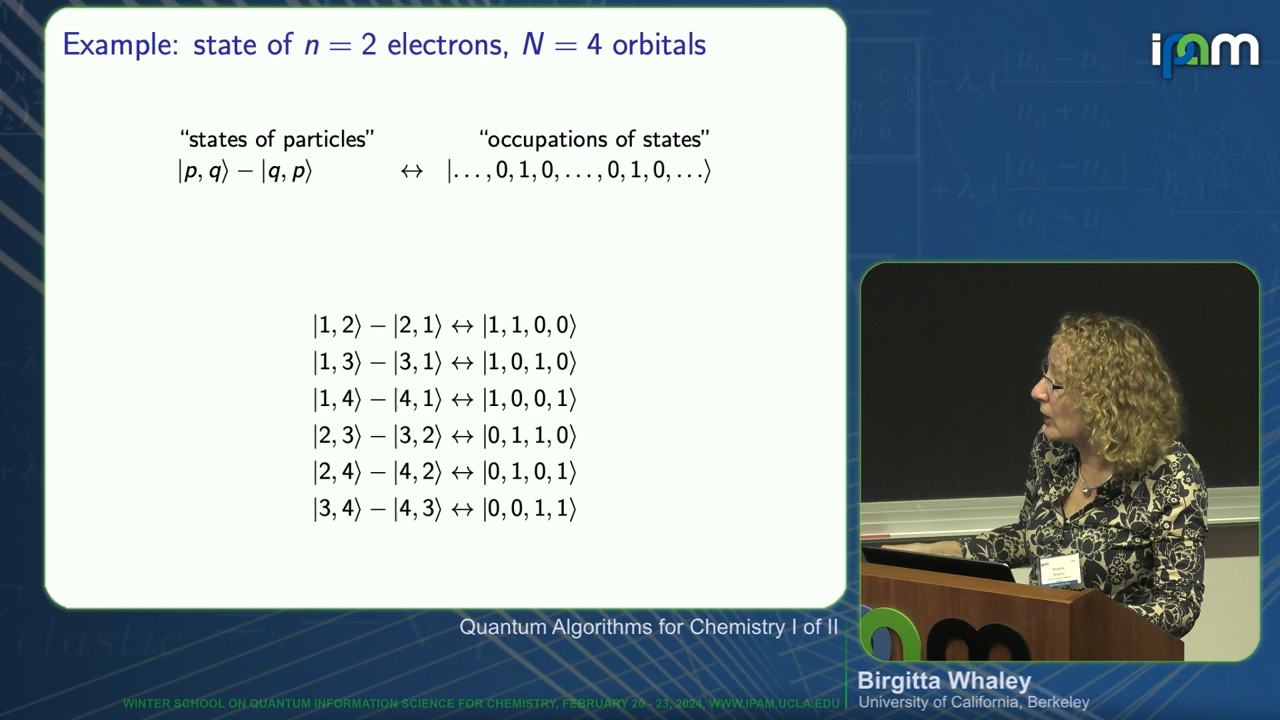 Example: state of n = 2 electrons, N = 4 orbitals
ipam
“states of particles” “occupations of states”
|p, q⟩ − |q, p⟩ ↔ |. . . , 0, 1, 0, . . . , 0, 1, 0, . . .⟩
|1, 2⟩ − |2, 1⟩ ↔ |1, 1, 0, 0⟩
|1, 3⟩ − |3, 1⟩ ↔ |1, 0, 1, 0⟩
|1, 4⟩ − |4, 1⟩ ↔ |1, 0, 0, 1⟩
|2, 3⟩ − |3, 2⟩ ↔ |0, 1, 1, 0⟩
|2, 4⟩ − |4, 2⟩ ↔ |0, 1, 0, 1⟩
|3, 4⟩ − |4, 3⟩ ↔ |0, 0, 1, 1⟩
Quantum Algorithms for Chemistry I of II
Birgitta Whaley
University of California, Berkeley
WINTER SCHOOL ON QUANTUM INFORMATION SCIENCE FOR CHEMISTRY, FEBRUARY 20 - 23, 2024, WWW.IPAM.UCLA.EDU